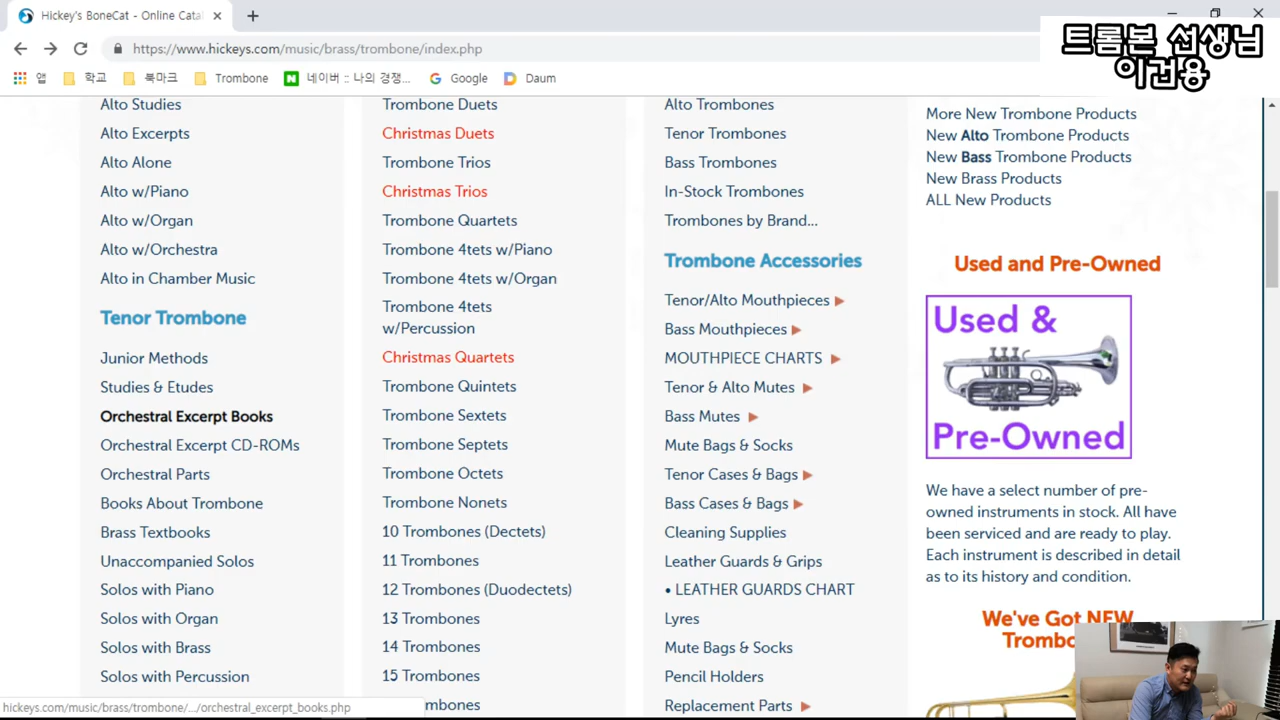 Hickey's BoneCat - Online Cata
https://www.hickeys.com/music/brass/trombone/index.php
트롬본 선생님
이건용
앱
학교
북마크
Trombone
네이버 :: 나의 경쟁...
Google
Daum
Alto Studies
Alto Excerpts
Alto Alone
Alto w/Piano
Alto w/Organ
Alto w/Orchestra
Alto in Chamber Music
Tenor Trombone
Junior Methods
Studies & Etudes
Orchestral Excerpt Books
Orchestral Excerpt CD-ROMs
Orchestral Parts
Books About Trombone
Brass Textbooks
Unaccompanied Solos
Solos with Piano
Solos with Organ
Solos with Brass
Solos with Percussion
Trombone Duets
Christmas Duets
Trombone Trios
Christmas Trios
Trombone Quartets
Trombone 4tets w/Piano
Trombone 4tets w/Organ
Trombone 4tets
w/Percussion
Christmas Quartets
Trombone Quintets
Trombone Sextets
Trombone Septets
Trombone Octets
Trombone Nonets
10 Trombones (Dectets)
11 Trombones
12 Trombones (Duodectets)
13 Trombones
14 Trombones
15 Trombones
Alto Trombones
Tenor Trombones
Bass Trombones
In-Stock Trombones
Trombones by Brand...
Trombone Accessories
Tenor/Alto Mouthpieces
Bass Mouthpieces
MOUTHPIECE CHARTS
Tenor & Alto Mutes
Bass Mutes
Mute Bags & Socks
Tenor Cases & Bags
Bass Cases & Bags
Cleaning Supplies
Leather Guards & Grips
• LEATHER GUARDS CHART
Lyres
Mute Bags & Socks
Pencil Holders
Replacement Parts
More New Trombone Products
New Alto Trombone Products
New Bass Trombone Products
New Brass Products
ALL New Products
Used and Pre-Owned
Used &
Pre-Owned
We have a select number of pre-
owned instruments in stock. All have
been serviced and are ready to play.
Each instrument is described in detail
as to its history and condition.
We've Got NEW
hickeys.com/music/brass/trombone/.../orchestral_excerpt_books.php